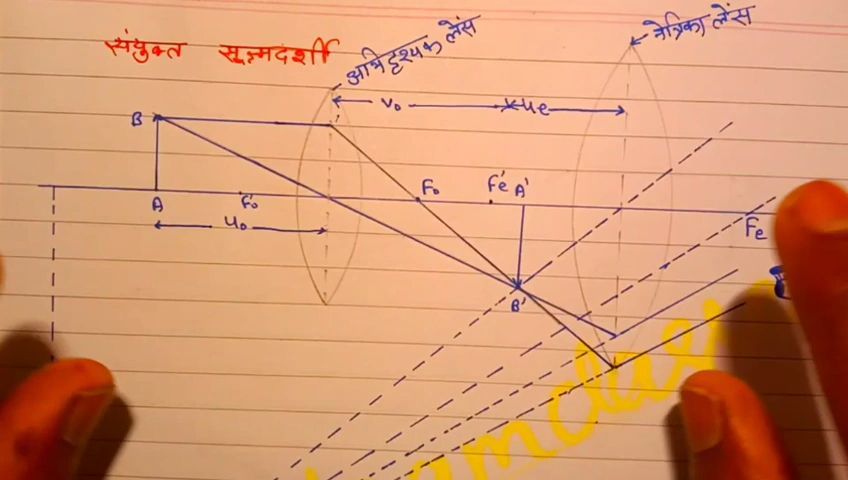 संयुक्त सूक्ष्मदर्शी
अभिदृश्यक लेंस
नेत्रिका लेंस
v₀
ue
B
A
F₀'
F₀
Fe'
A'
u₀
Fe
B'